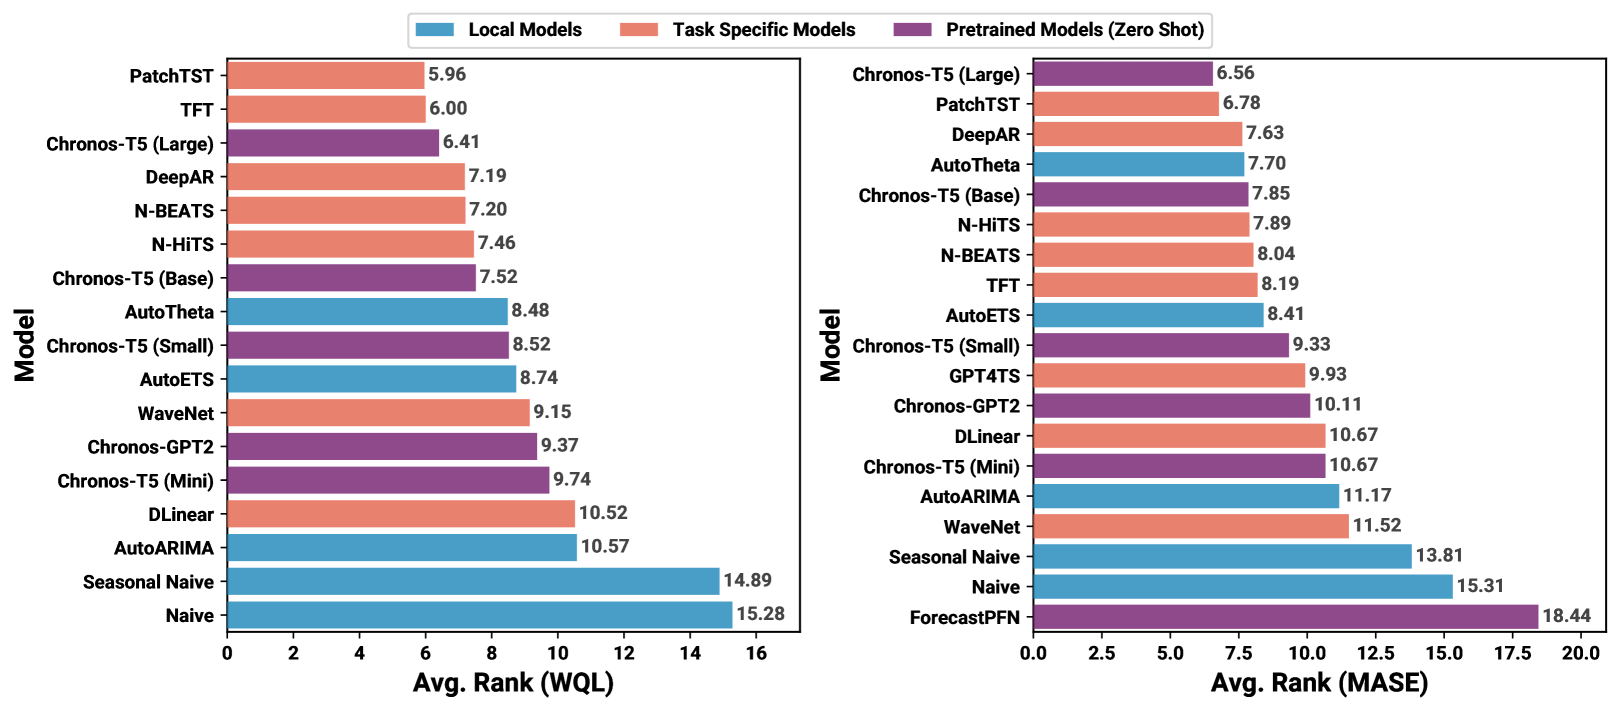 Local Models Task Specific Models Pretrained Models (Zero Shot)
Model
PatchTST 5.96
TFT 6.00
Chronos-T5 (Large) 6.41
DeepAR 7.19
N-BEATS 7.20
N-HiTS 7.46
Chronos-T5 (Base) 7.52
AutoTheta 8.48
Chronos-T5 (Small) 8.52
AutoETS 8.74
WaveNet 9.15
Chronos-GPT2 9.37
Chronos-T5 (Mini) 9.74
DLinear 10.52
AutoARIMA 10.57
Seasonal Naive 14.89
Naive 15.28
0 2 4 6 8 10 12 14 16
Avg. Rank (WQL)
Model
Chronos-T5 (Large) 6.56
PatchTST 6.78
DeepAR 7.63
AutoTheta 7.70
Chronos-T5 (Base) 7.85
N-HiTS 7.89
N-BEATS 8.04
TFT 8.19
AutoETS 8.41
Chronos-T5 (Small) 9.33
GPT4TS 9.93
Chronos-GPT2 10.11
DLinear 10.67
Chronos-T5 (Mini) 10.67
AutoARIMA 11.17
WaveNet 11.52
Seasonal Naive 13.81
Naive 15.31
ForecastPFN 18.44
0.0 2.5 5.0 7.5 10.0 12.5 15.0 17.5 20.0
Avg. Rank (MASE)